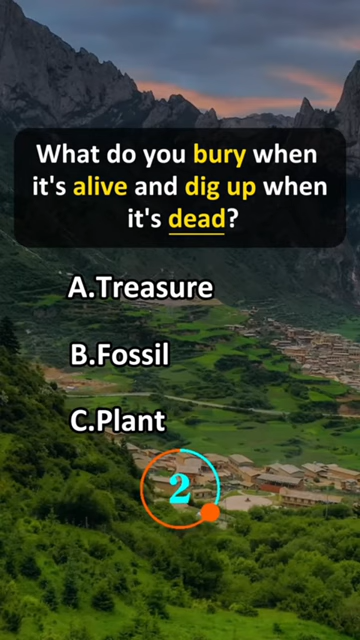 What do you bury when
it's alive and dig up when
it's dead?
A.Treasure
B.Fossil
C.Plant
2